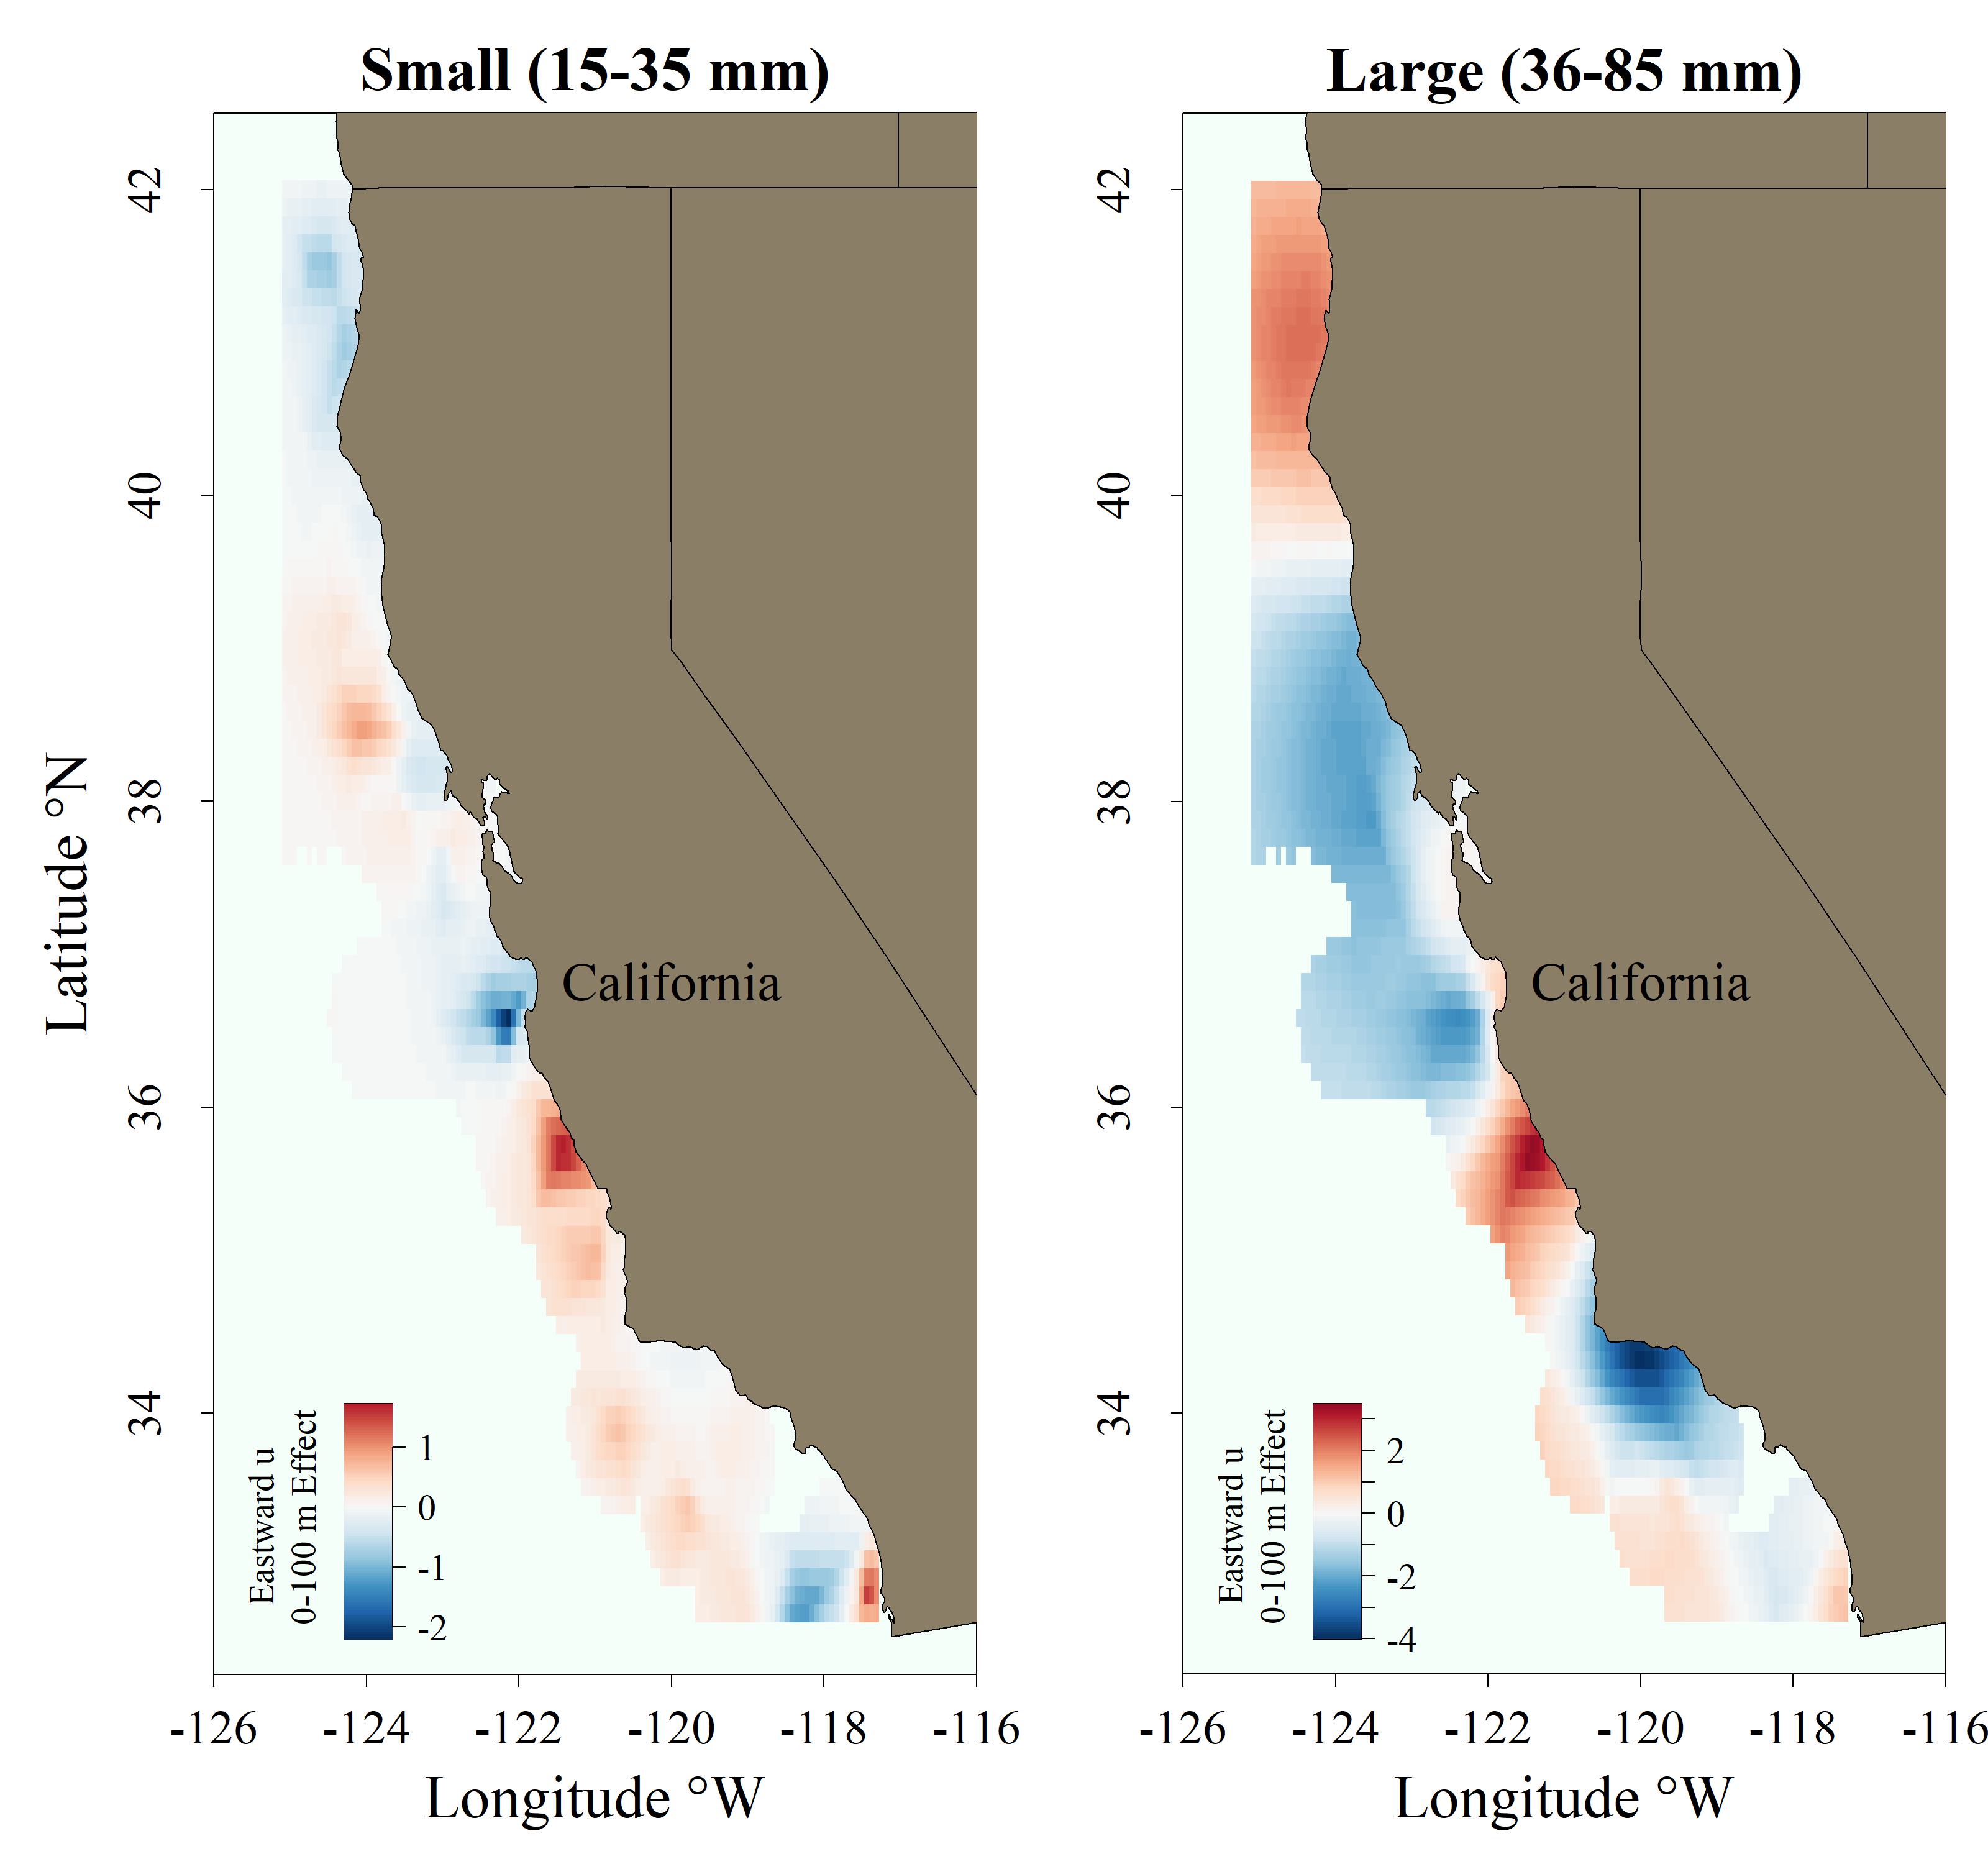 Small (15-35 mm)
Large (36-85 mm)
Latitude °N
42
40
38
36
34
California
Eastward u
0-100 m Effect
1
0
-1
-2
-126
-124
-122
-120
-118
-116
Longitude °W
42
40
38
36
34
California
Eastward u
0-100 m Effect
2
0
-2
-4
-126
-124
-122
-120
-118
-116
Longitude °W